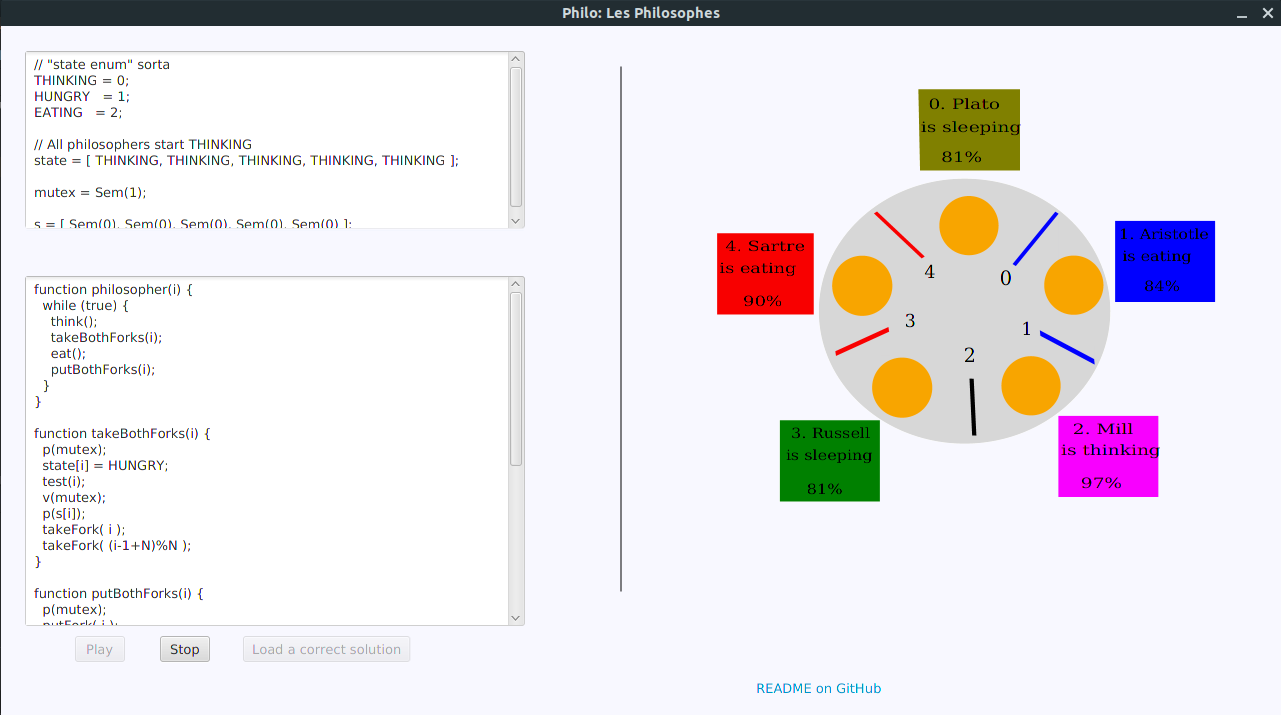 Philo: Les Philosophes
// "state enum" sorta
THINKING = 0;
HUNGRY   = 1;
EATING   = 2;
// All philosophers start THINKING
state = [ THINKING, THINKING, THINKING, THINKING, THINKING ];
mutex = Sem(1);
s = [ Sem(0), Sem(0), Sem(0), Sem(0), Sem(0) ];
function philosopher(i) {
  while (true) {
    think();
    takeBothForks(i);
    eat();
    putBothForks(i);
  }
}
function takeBothForks(i) {
  p(mutex);
  state[i] = HUNGRY;
  test(i);
  v(mutex);
  p(s[i]);
  takeFork( i );
  takeFork( (i-1+N)%N );
}
function putBothForks(i) {
  p(mutex);
  putFork( i );
Play
Stop
Load a correct solution
0. Plato
is sleeping
81%
1. Aristotle
is eating
84%
4. Sartre
is eating
90%
4
0
3
1
2
3. Russell
is sleeping
81%
2. Mill
is thinking
97%
README on GitHub